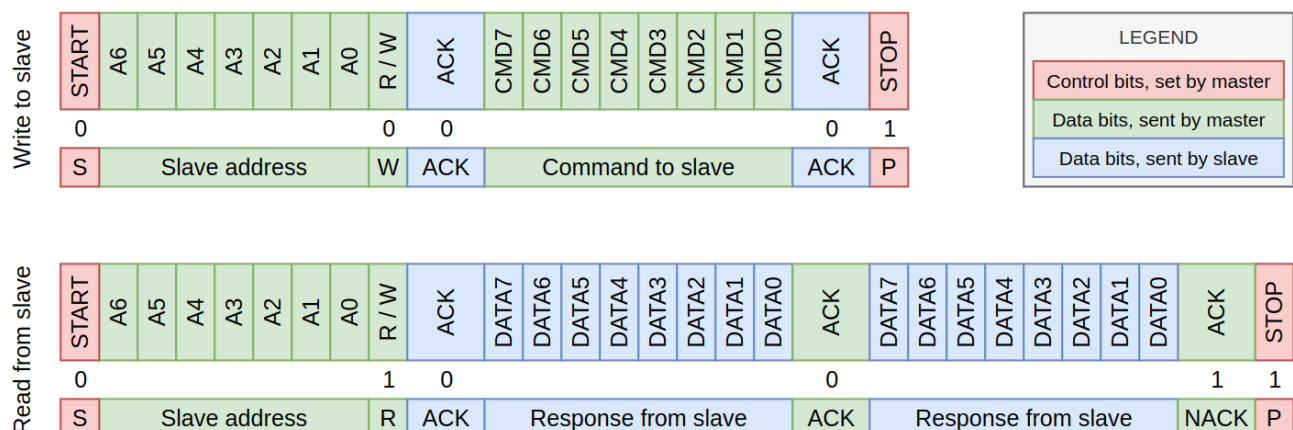 Write to slave
START A6 A5 A4 A3 A2 A1 A0 R / W ACK CMD7 CMD6 CMD5 CMD4 CMD3 CMD2 CMD1 CMD0 ACK STOP
0 0 0 0 1
S Slave address W ACK Command to slave ACK P
LEGEND
Control bits, set by master
Data bits, sent by master
Data bits, sent by slave
Read from slave
START A6 A5 A4 A3 A2 A1 A0 R / W ACK DATA7 DATA6 DATA5 DATA4 DATA3 DATA2 DATA1 DATA0 ACK DATA7 DATA6 DATA5 DATA4 DATA3 DATA2 DATA1 DATA0 ACK STOP
0 1 0 0 1 1
S Slave address R ACK Response from slave ACK Response from slave NACK P